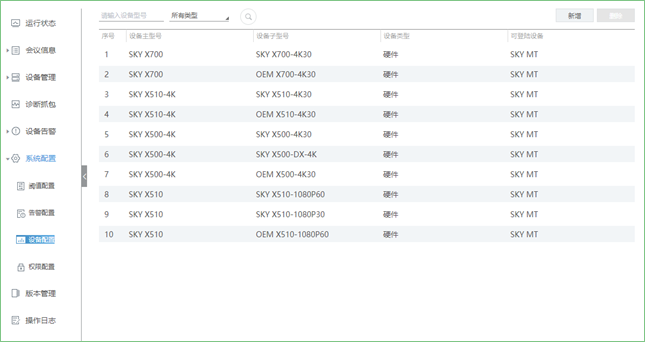 请输入设备型号 所有类型 新增 删除
运行状态
会议信息
设备管理
诊断抓包
设备告警
系统配置
阈值配置
告警配置
设备配置
权限配置
版本管理
操作日志
序号 设备主型号 设备子型号 设备类型 可登陆设备
1 SKY X700 SKY X700-4K30 硬件 SKY MT
2 SKY X700 OEM X700-4K30 硬件 SKY MT
3 SKY X510-4K SKY X510-4K30 硬件 SKY MT
4 SKY X510-4K OEM X510-4K30 硬件 SKY MT
5 SKY X500-4K SKY X500-4K30 硬件 SKY MT
6 SKY X500-4K SKY X500-DX-4K 硬件 SKY MT
7 SKY X500-4K OEM X500-4K30 硬件 SKY MT
8 SKY X510 SKY X510-1080P60 硬件 SKY MT
9 SKY X510 SKY X510-1080P30 硬件 SKY MT
10 SKY X510 OEM X510-1080P60 硬件 SKY MT